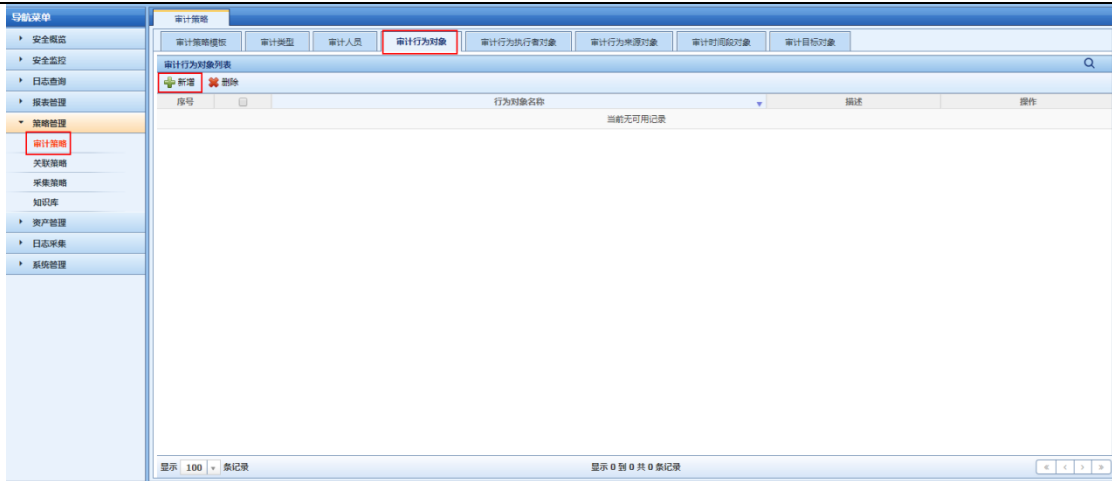 导航菜单
安全概览
安全监控
日志查询
报表管理
策略管理
审计策略
关联策略
采集策略
知识库
资产管理
日志采集
系统管理
审计策略
审计策略模板 审计类型 审计人员 审计行为对象 审计行为执行者对象 审计行为来源对象 审计时间段对象 审计目标对象
审计行为对象列表
新增 删除
序号 行为对象名称 描述 操作
当前无可用记录
显示 100 条记录 显示 0 到 0 共 0 条记录